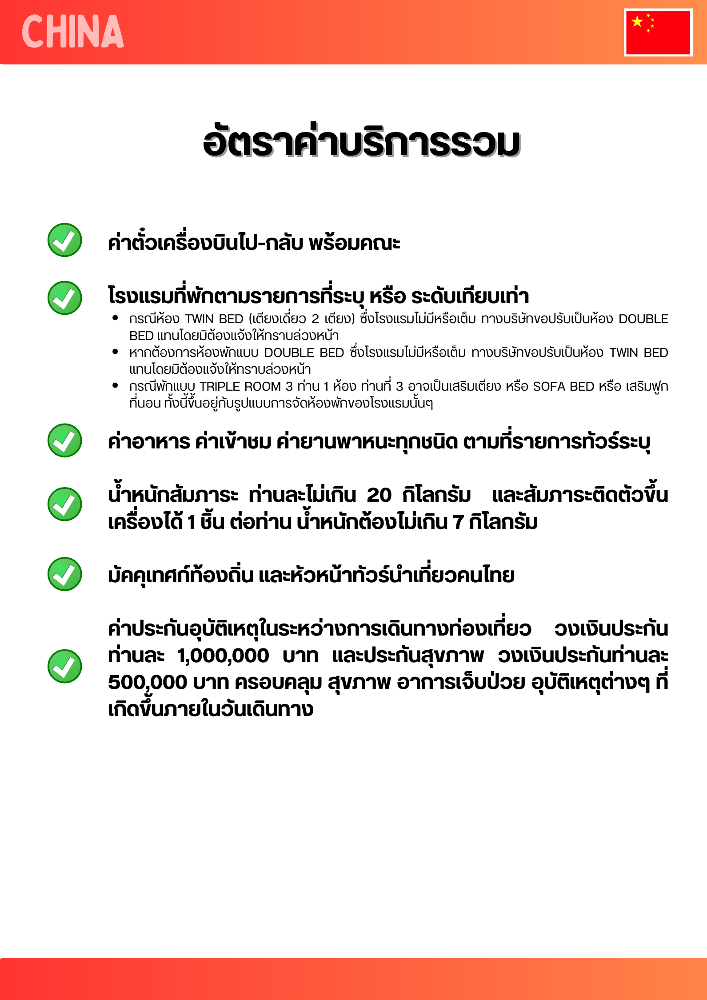 CHINA
อัตราค่าบริการรวม
ค่าตั๋วเครื่องบินไป-กลับ พร้อมคณะ
โรงแรมที่พักตามรายการที่ระบุ หรือ ระดับเทียบเท่า
• กรณีห้อง TWIN BED (เตียงเดี่ยว 2 เตียง) ซึ่งโรงแรมไม่มีหรือเต็ม ทางบริษัทขอปรับเป็นห้อง DOUBLE
BED แทนโดยมิต้องแจ้งให้ทราบล่วงหน้า
• หากต้องการห้องพักแบบ DOUBLE BED ซึ่งโรงแรมไม่มีหรือเต็ม ทางบริษัทขอปรับเป็นห้อง TWIN BED
แทนโดยมิต้องแจ้งให้ทราบล่วงหน้า
• กรณีพักแบบ TRIPLE ROOM 3 ท่าน 1 ห้อง ท่านที่ 3 อาจเป็นเสริมเตียง หรือ SOFA BED หรือ เสริมฟูก
ที่นอน ทั้งนี้ขึ้นอยู่กับรูปแบบการจัดห้องพักของโรงแรมนั้นๆ
ค่าอาหาร ค่าเข้าชม ค่ายานพาหนะทุกชนิด ตามที่รายการทัวร์ระบุ
น้ำหนักสัมภาระ ท่านละไม่เกิน 20 กิโลกรัม และสัมภาระติดตัวขึ้น
เครื่องได้ 1 ชิ้น ต่อท่าน น้ำหนักต้องไม่เกิน 7 กิโลกรัม
มัคคุเทศก์ท้องถิ่น และหัวหน้าทัวร์นำเที่ยวคนไทย
ค่าประกันอุบัติเหตุในระหว่างการเดินทางท่องเที่ยว วงเงินประกัน
ท่านละ 1,000,000 บาท และประกันสุขภาพ วงเงินประกันท่านละ
500,000 บาท ครอบคลุม สุขภาพ อาการเจ็บป่วย อุบัติเหตุต่างๆ ที่
เกิดขึ้นภายในวันเดินทาง